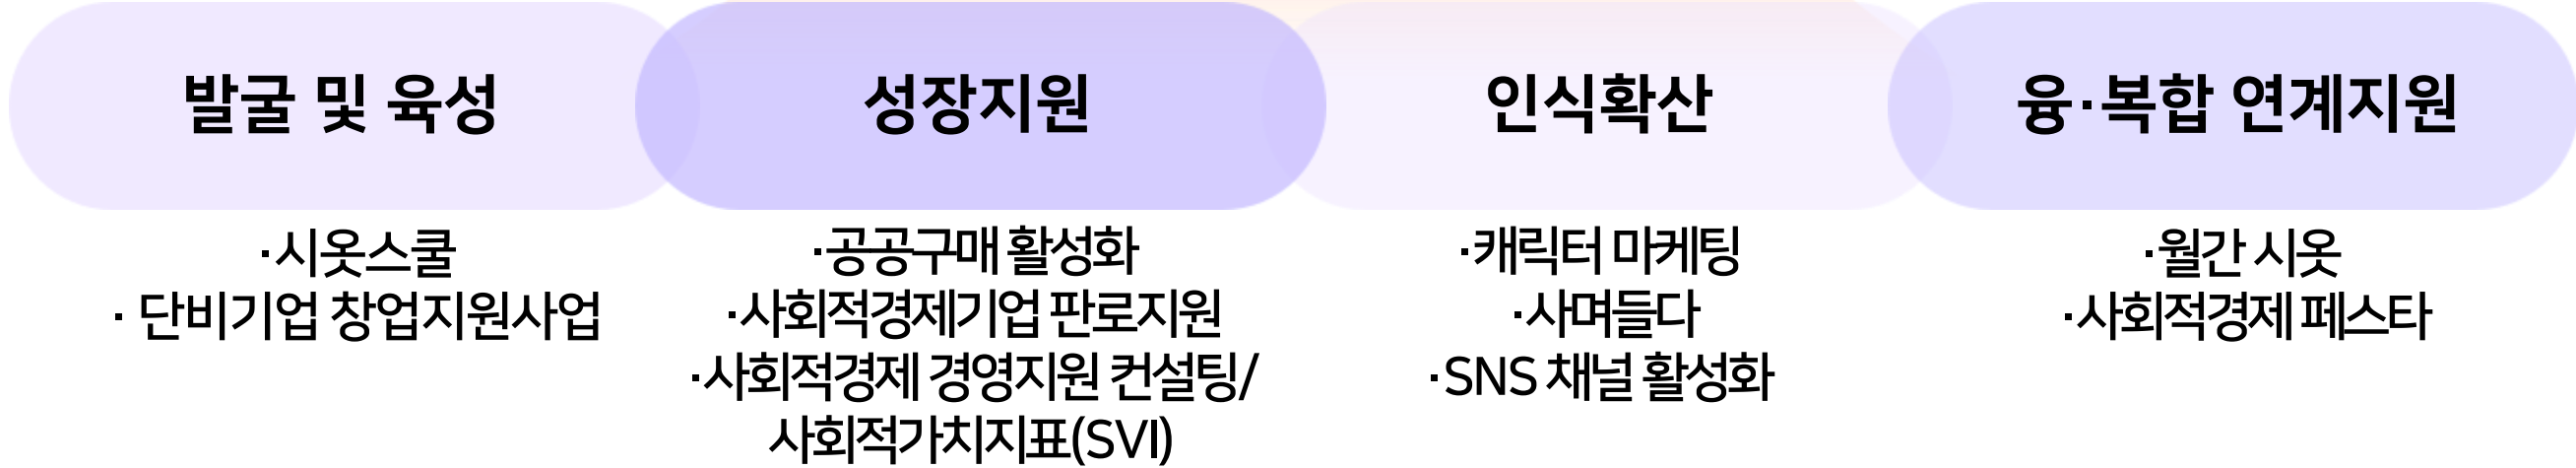 발굴 및 육성
·시옷스쿨
· 단비기업 창업지원사업
성장지원
·공공구매 활성화
·사회적경제기업 판로지원
·사회적경제 경영지원 컨설팅/
사회적가치지표(SVI)
인식확산
·캐릭터 마케팅
·사며들다
·SNS 채널 활성화
융·복합 연계지원
·월간 시옷
·사회적경제 페스타